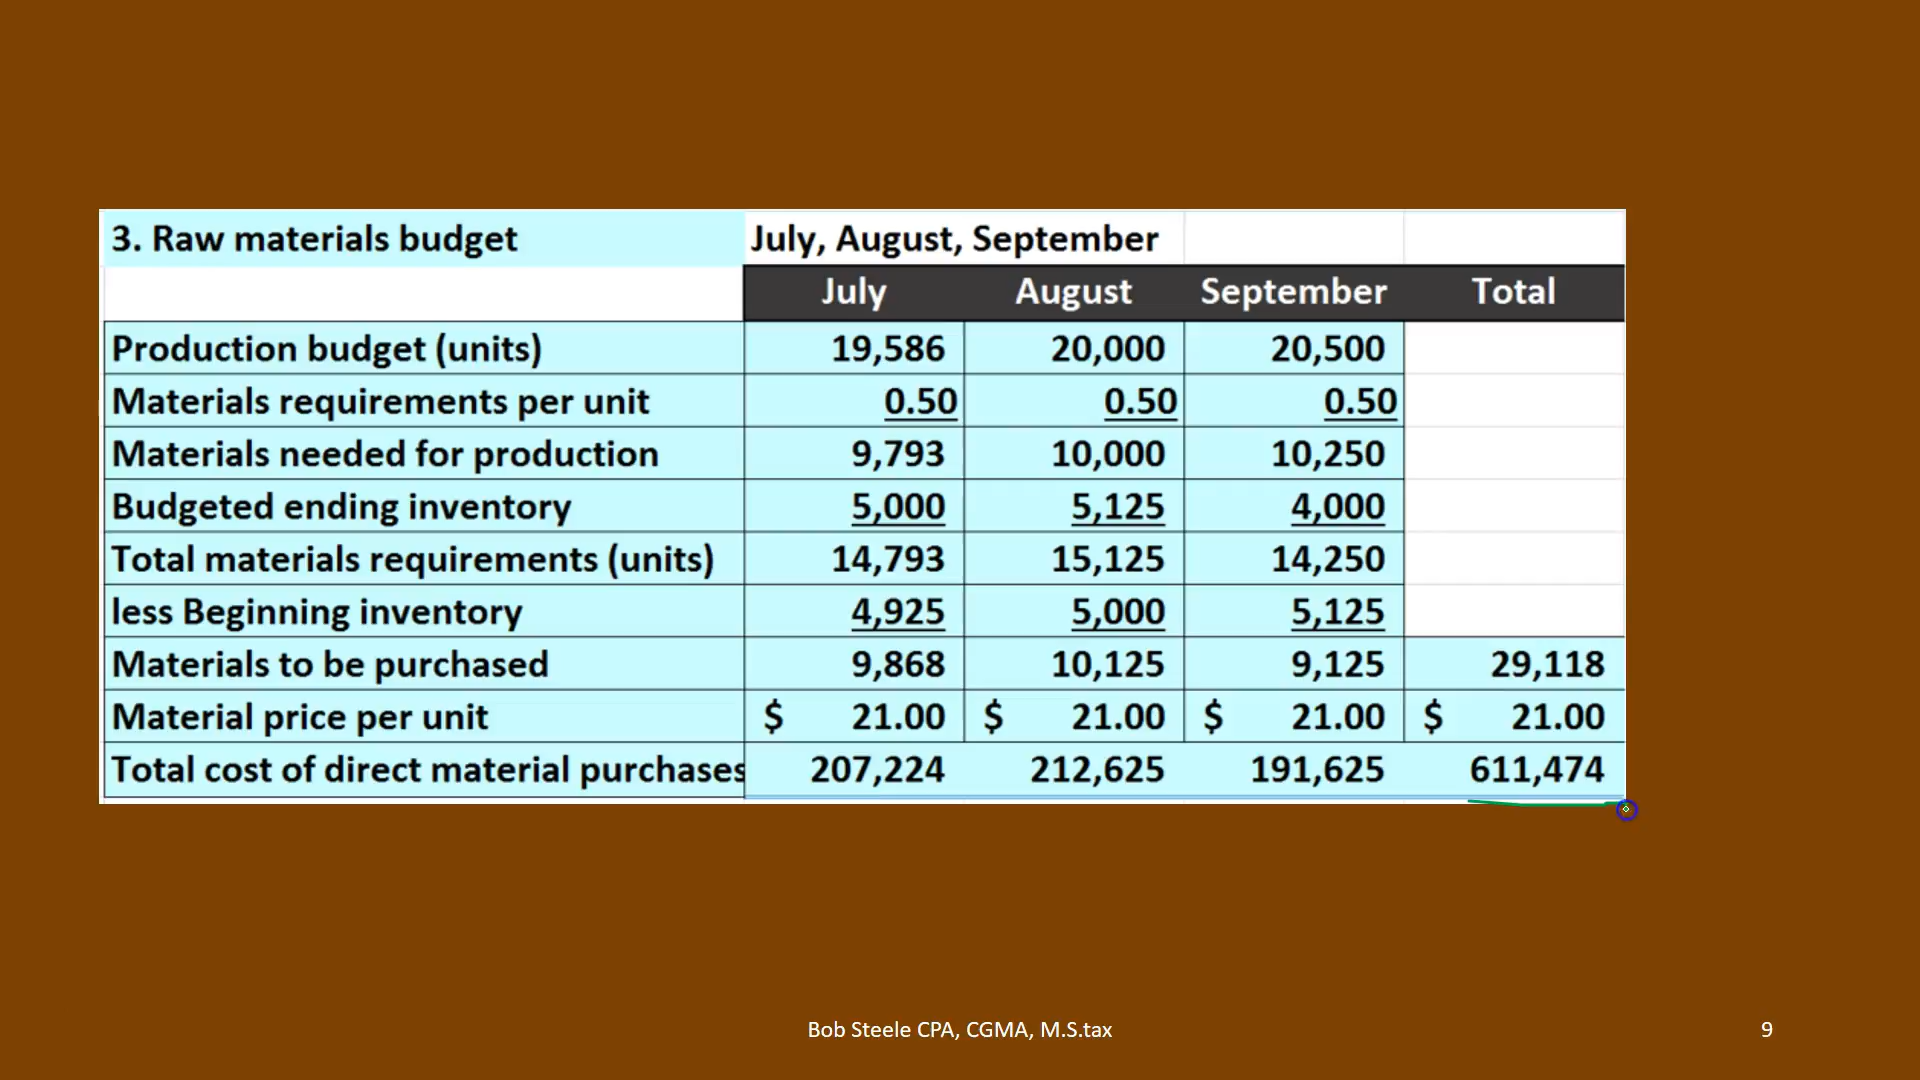 3. Raw materials budget July, August, September
July August September Total
Production budget (units) 19,586 20,000 20,500
Materials requirements per unit 0.50 0.50 0.50
Materials needed for production 9,793 10,000 10,250
Budgeted ending inventory 5,000 5,125 4,000
Total materials requirements (units) 14,793 15,125 14,250
less Beginning inventory 4,925 5,000 5,125
Materials to be purchased 9,868 10,125 9,125 29,118
Material price per unit $ 21.00 $ 21.00 $ 21.00 $ 21.00
Total cost of direct material purchases 207,224 212,625 191,625 611,474
Bob Steele CPA, CGMA, M.S.tax 9